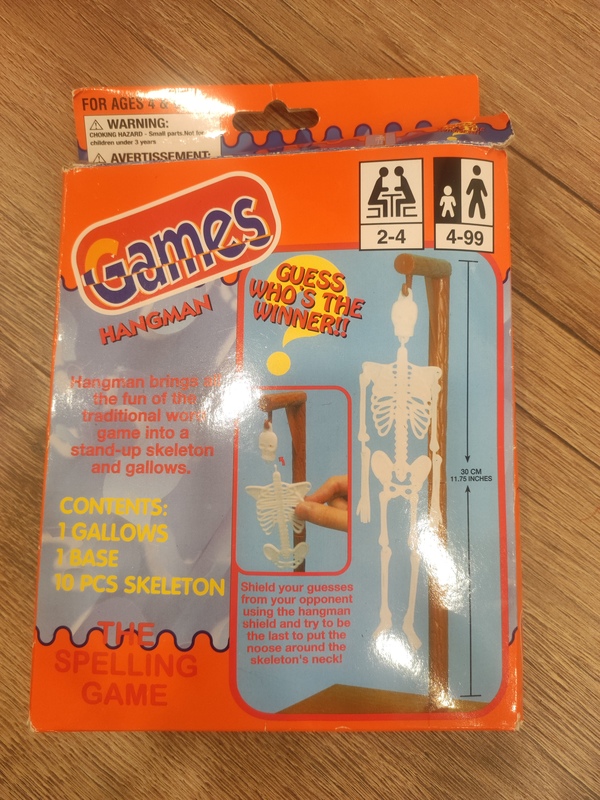 FOR AGES 4 &
WARNING:
CHOKING HAZARD - Small parts. Not for
children under 3 years
AVERTISSEMENT:
Games
HANGMAN
2-4
4-99
GUESS
WHO'S THE
WINNER!!
Hangman brings all
the fun of the
traditional word
game into a
stand-up skeleton
and gallows.
CONTENTS:
1 GALLOWS
1 BASE
10 PCS SKELETON
THE
SPELLING
GAME
30 CM
11.75 INCHES
Shield your guesses
from your opponent
using the hangman
shield and try to be
the last to put the
noose around the
skeleton's neck!